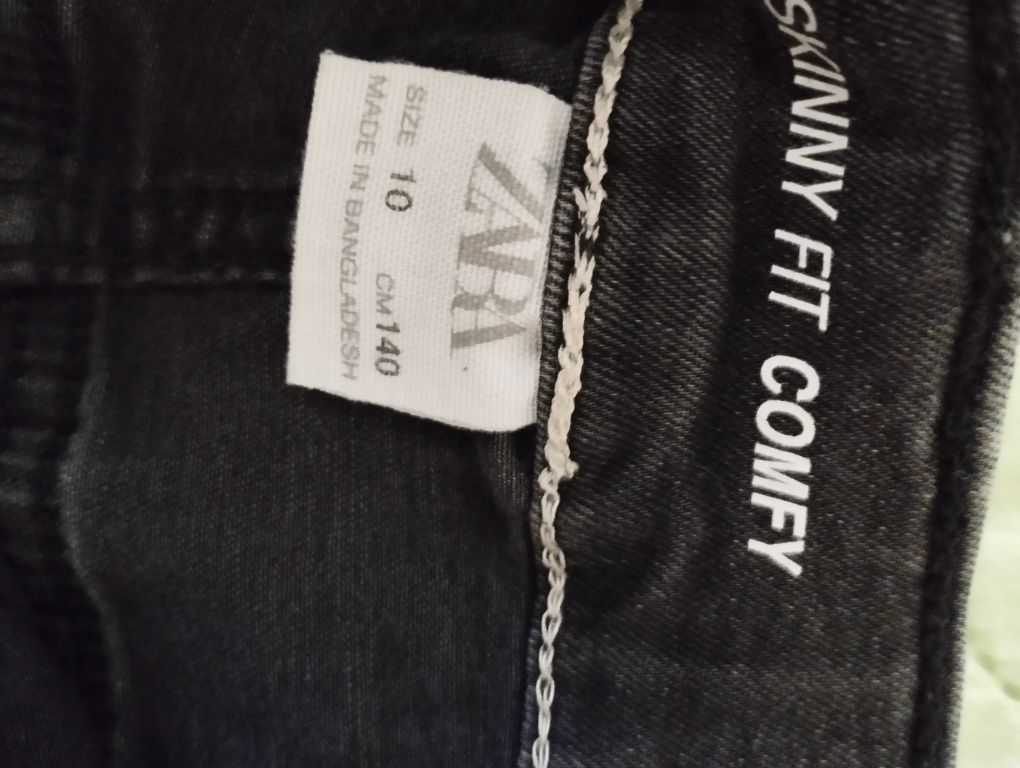 SKINNY FIT COMFY
ZARA
SIZE 10 CM 140
MADE IN BANGLADESH